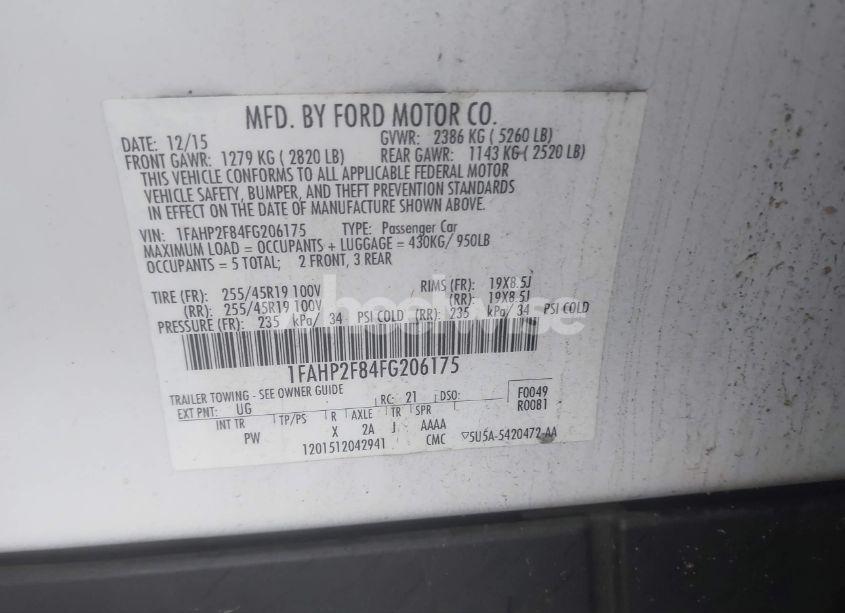 MFD. BY FORD MOTOR CO.
DATE: 12/15 GVWR: 2386 KG ( 5260 LB)
FRONT GAWR: 1279 KG ( 2820 LB) REAR GAWR: 1143 KG ( 2520 LB)
THIS VEHICLE CONFORMS TO ALL APPLICABLE FEDERAL MOTOR
VEHICLE SAFETY, BUMPER, AND THEFT PREVENTION STANDARDS
IN EFFECT ON THE DATE OF MANUFACTURE SHOWN ABOVE.
VIN: 1FAHP2F84FG206175 TYPE: Passenger Car
MAXIMUM LOAD = OCCUPANTS + LUGGAGE = 430KG/ 950LB
OCCUPANTS = 5 TOTAL; 2 FRONT, 3 REAR
TIRE (FR): 255/45R19 100V RIMS (FR): 19X8.5J
(RR): 255/45R19 100V (RR): 19X8.5J
PRESSURE (FR): 235 kPa/ 34 PSI COLD (RR): 235 kPa/ 34 PSI COLD
wheelwise
1FAHP2F84FG206175
TRAILER TOWING - SEE OWNER GUIDE
EXT PNT: UG RC: 21 DSO: F0049
R0081
INT TR TP/PS R AXLE TR SPR
PW X 2A J AAAA
1201512042941 CMC ▽5U5A-5420472-AA